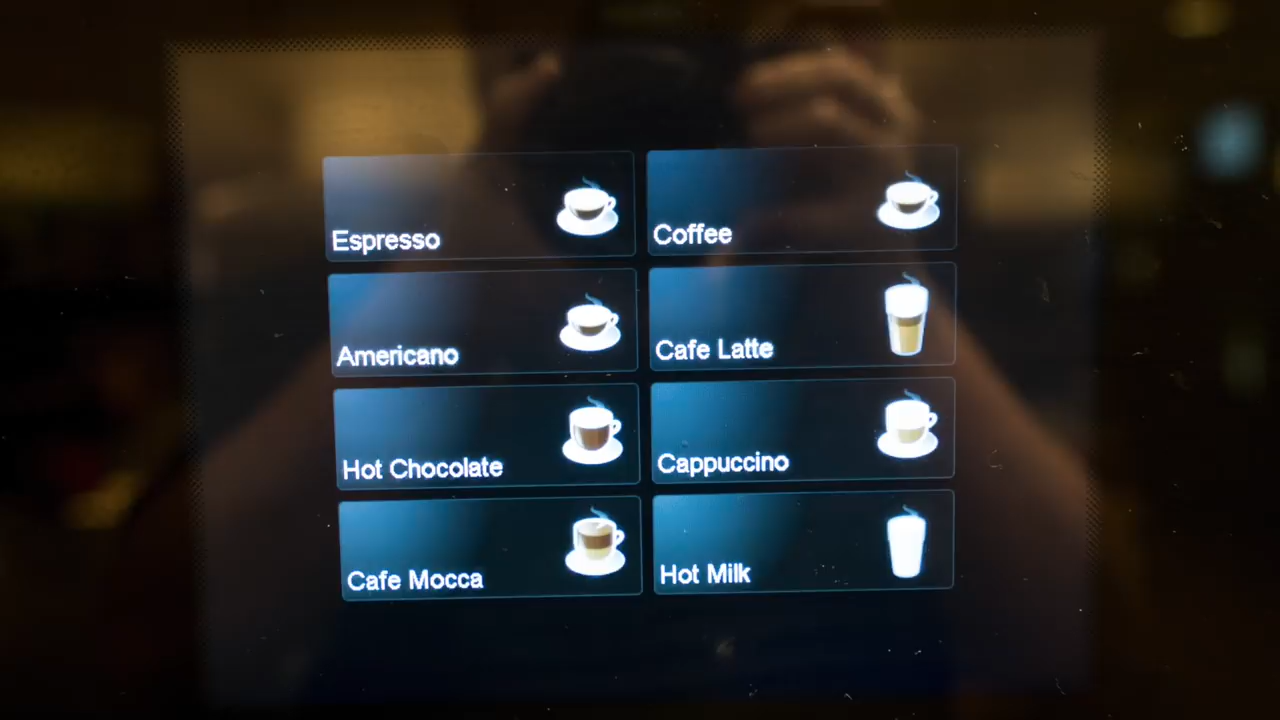 Espresso
Coffee
Americano
Cafe Latte
Hot Chocolate
Cappuccino
Cafe Mocca
Hot Milk